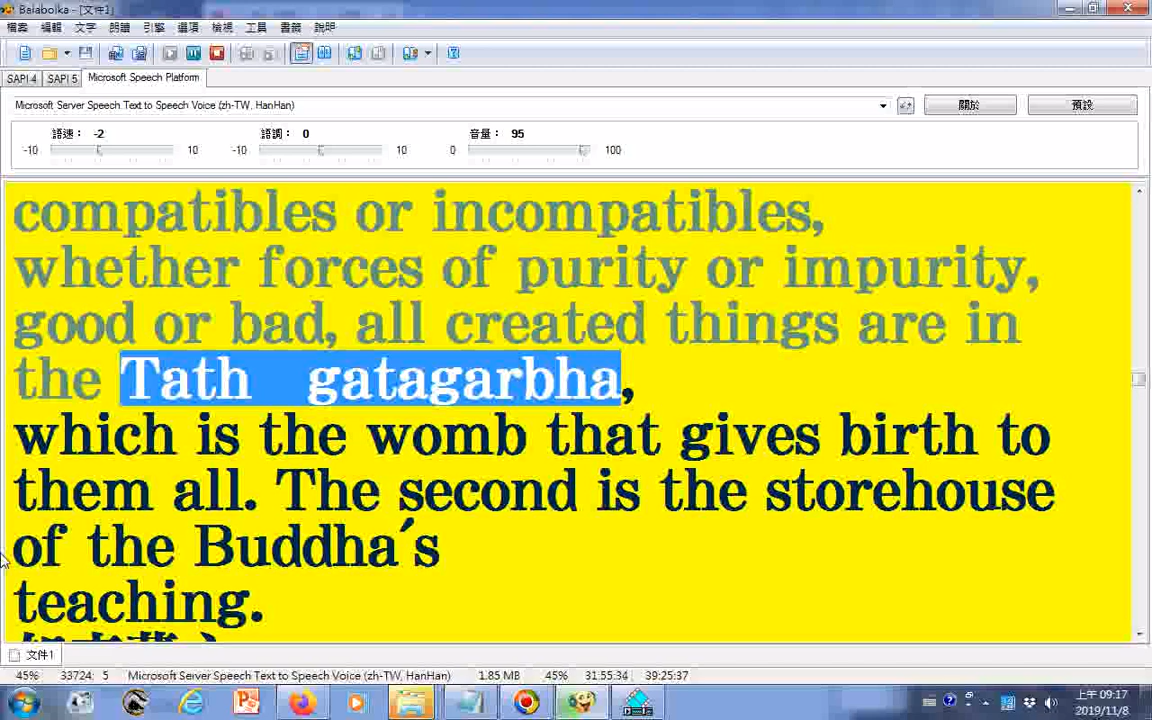 Balabolka - [文件1]
檔案 編輯 文字 朗讀 引擎 選項 檢視 工具 書籤 說明
SAPI 4 SAPI 5 Microsoft Speech Platform
Microsoft Server Speech Text to Speech Voice (zh-TW, HanHan) 關於 預設
語速: -2 語調: 0 音量: 95
-10 10 -10 10 0 100
compatibles or incompatibles,
whether forces of purity or impurity,
good or bad, all created things are in
the Tath gatagarbha,
which is the womb that gives birth to
them all. The second is the storehouse
of the Buddha´s
teaching.
文件1
45% 33724: 5 Microsoft Server Speech Text to Speech Voice (zh-TW, HanHan) 1.85 MB 45% 31:55:34 39:25:37
上午 09:17
2019/11/8